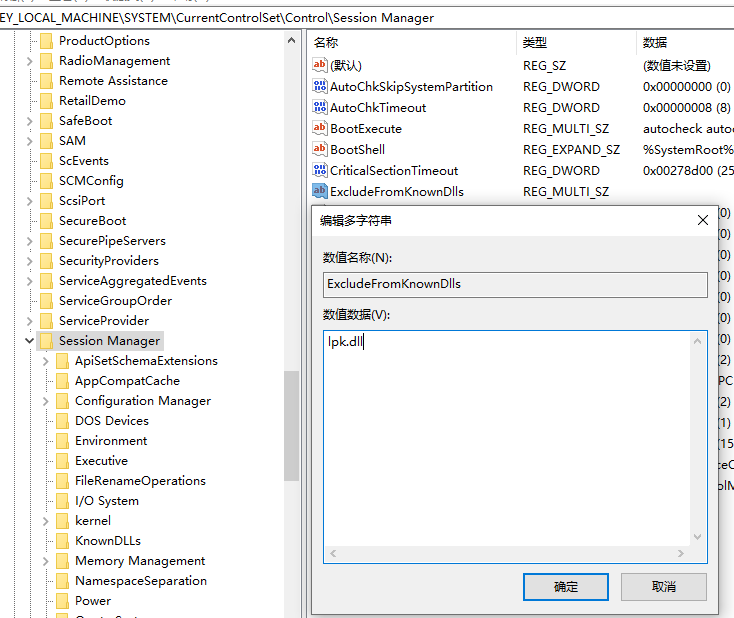 EY_LOCAL_MACHINE\SYSTEM\CurrentControlSet\Control\Session Manager
ProductOptions
RadioManagement
Remote Assistance
RetailDemo
SafeBoot
SAM
ScEvents
SCMConfig
ScsiPort
SecureBoot
SecurePipeServers
SecurityProviders
ServiceAggregatedEvents
ServiceGroupOrder
ServiceProvider
Session Manager
ApiSetSchemaExtensions
AppCompatCache
Configuration Manager
DOS Devices
Environment
Executive
FileRenameOperations
I/O System
kernel
KnownDLLs
Memory Management
NamespaceSeparation
Power
名称 类型 数据
(默认) REG_SZ (数值未设置)
AutoChkSkipSystemPartition REG_DWORD 0x00000000 (0)
AutoChkTimeout REG_DWORD 0x00000008 (8)
BootExecute REG_MULTI_SZ autocheck auto
BootShell REG_EXPAND_SZ %SystemRoot%
CriticalSectionTimeout REG_DWORD 0x00278d00 (25
ExcludeFromKnownDlls REG_MULTI_SZ
编辑多字符串
数值名称(N):
ExcludeFromKnownDlls
数值数据(V):
lpk.dll
确定 取消